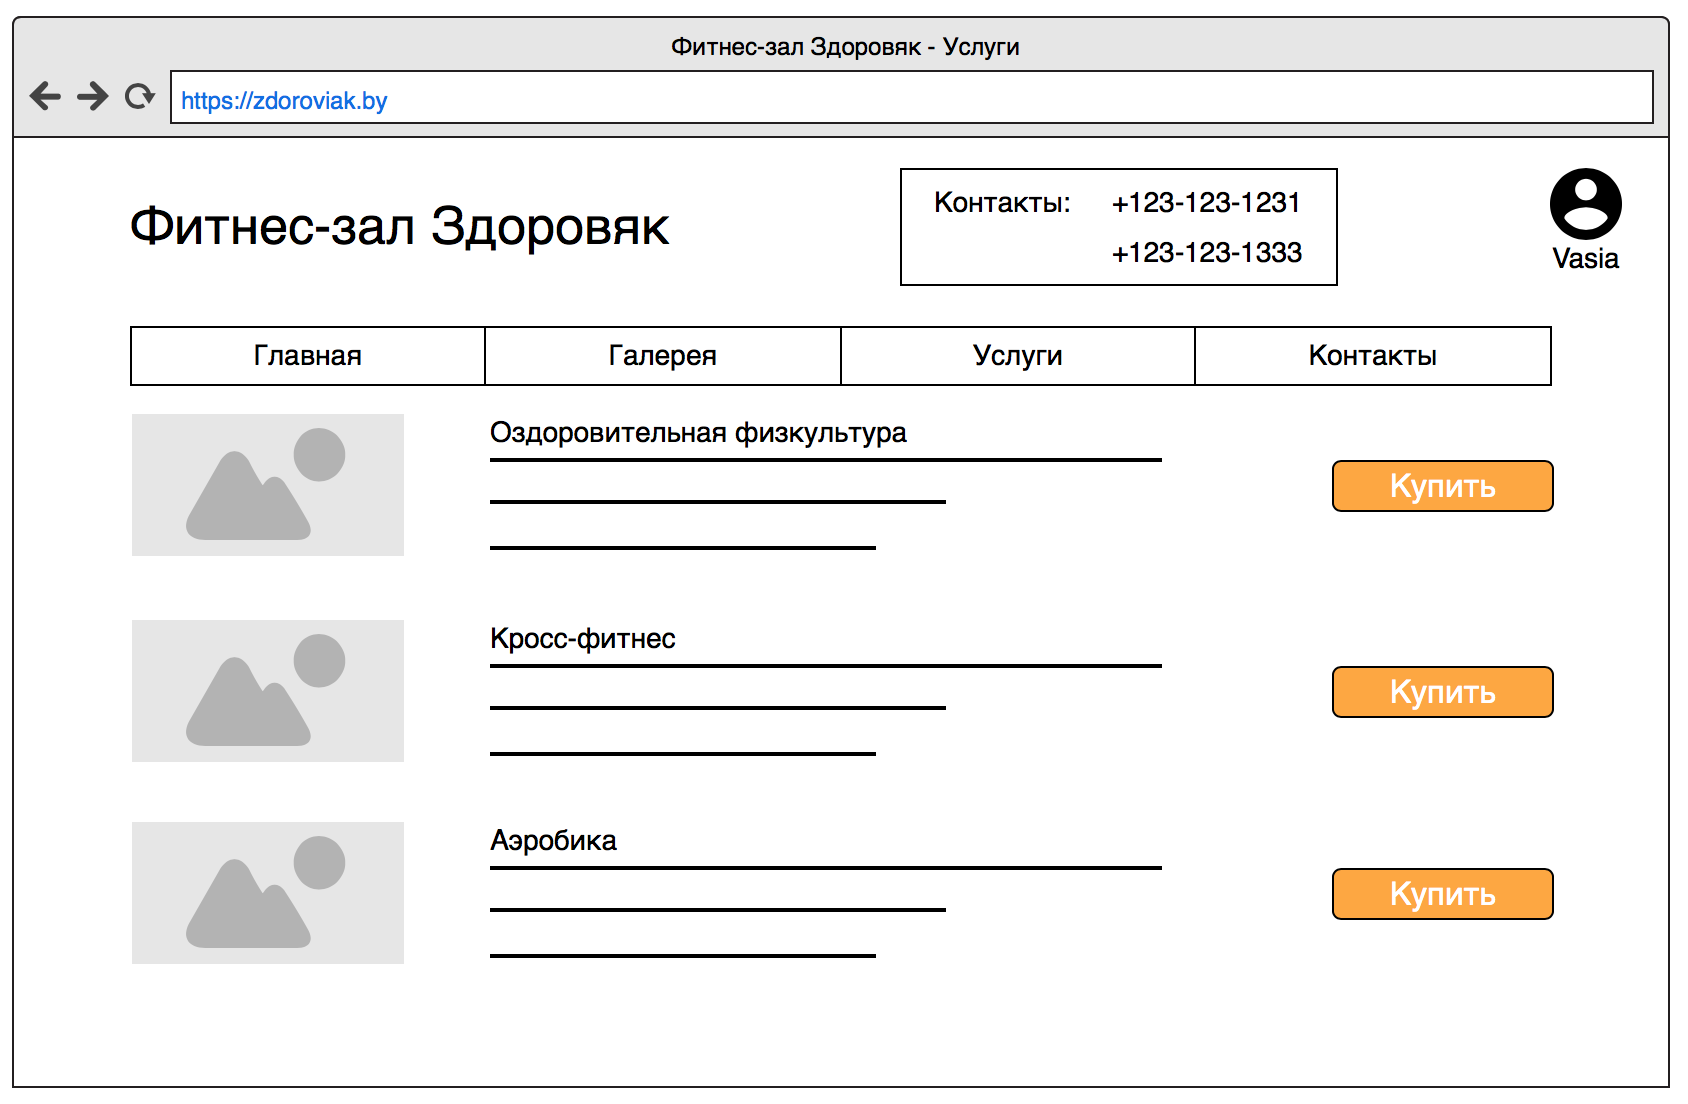 Фитнес-зал Здоровяк - Услуги
https://zdoroviak.by
Фитнес-зал Здоровяк
Контакты: +123-123-1231
+123-123-1333
Vasia
Главная Галерея Услуги Контакты
Оздоровительная физкультура
Купить
Кросс-фитнес
Купить
Аэробика
Купить